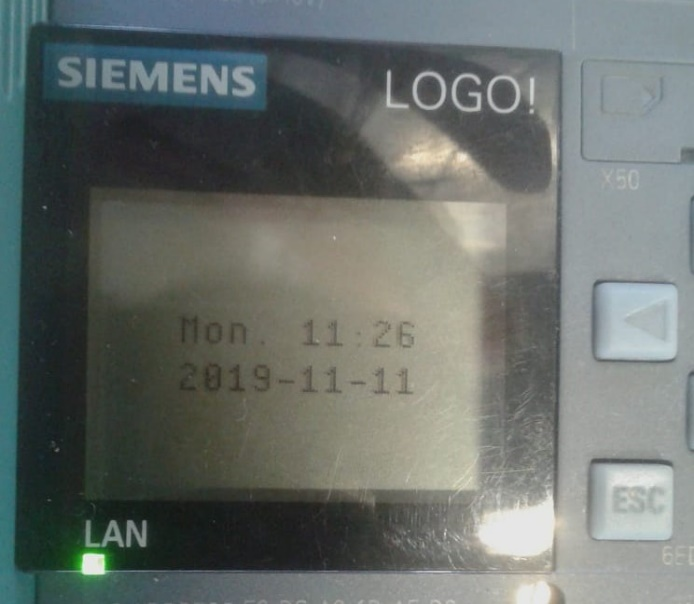 SIEMENS LOGO!
X50
Mon. 11:26
2019-11-11
ESC
LAN